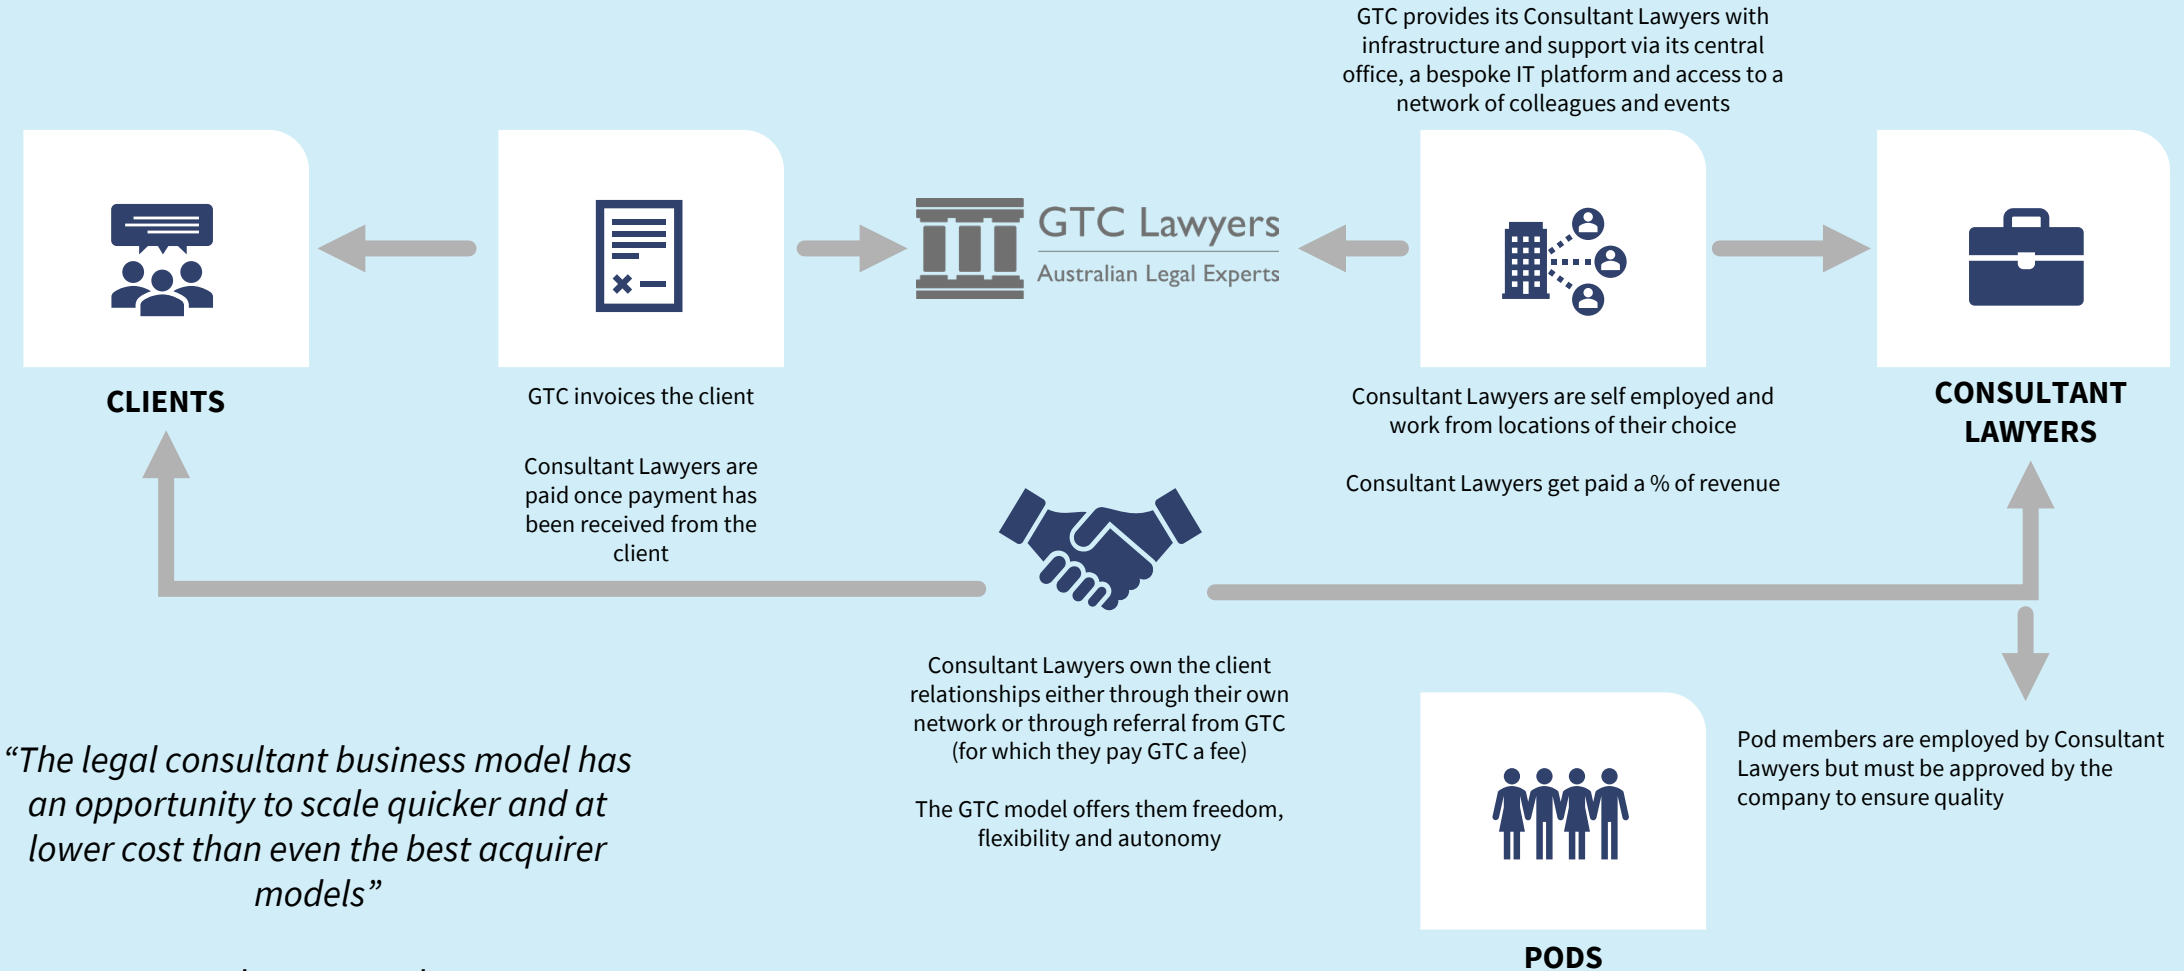 GTC provides its Consultant Lawyers with
infrastructure and support via its central
office, a bespoke IT platform and access to a
network of colleagues and events
GTC Lawyers
Australian Legal Experts
CLIENTS
GTC invoices the client
Consultant Lawyers are
paid once payment has
been received from the
client
Consultant Lawyers are self employed and
work from locations of their choice
Consultant Lawyers get paid a % of revenue
CONSULTANT
LAWYERS
Consultant Lawyers own the client
relationships either through their own
network or through referral from GTC
(for which they pay GTC a fee)
The GTC model offers them freedom,
flexibility and autonomy
Pod members are employed by Consultant
Lawyers but must be approved by the
company to ensure quality
PODS
“The legal consultant business model has
an opportunity to scale quicker and at
lower cost than even the best acquirer
models”